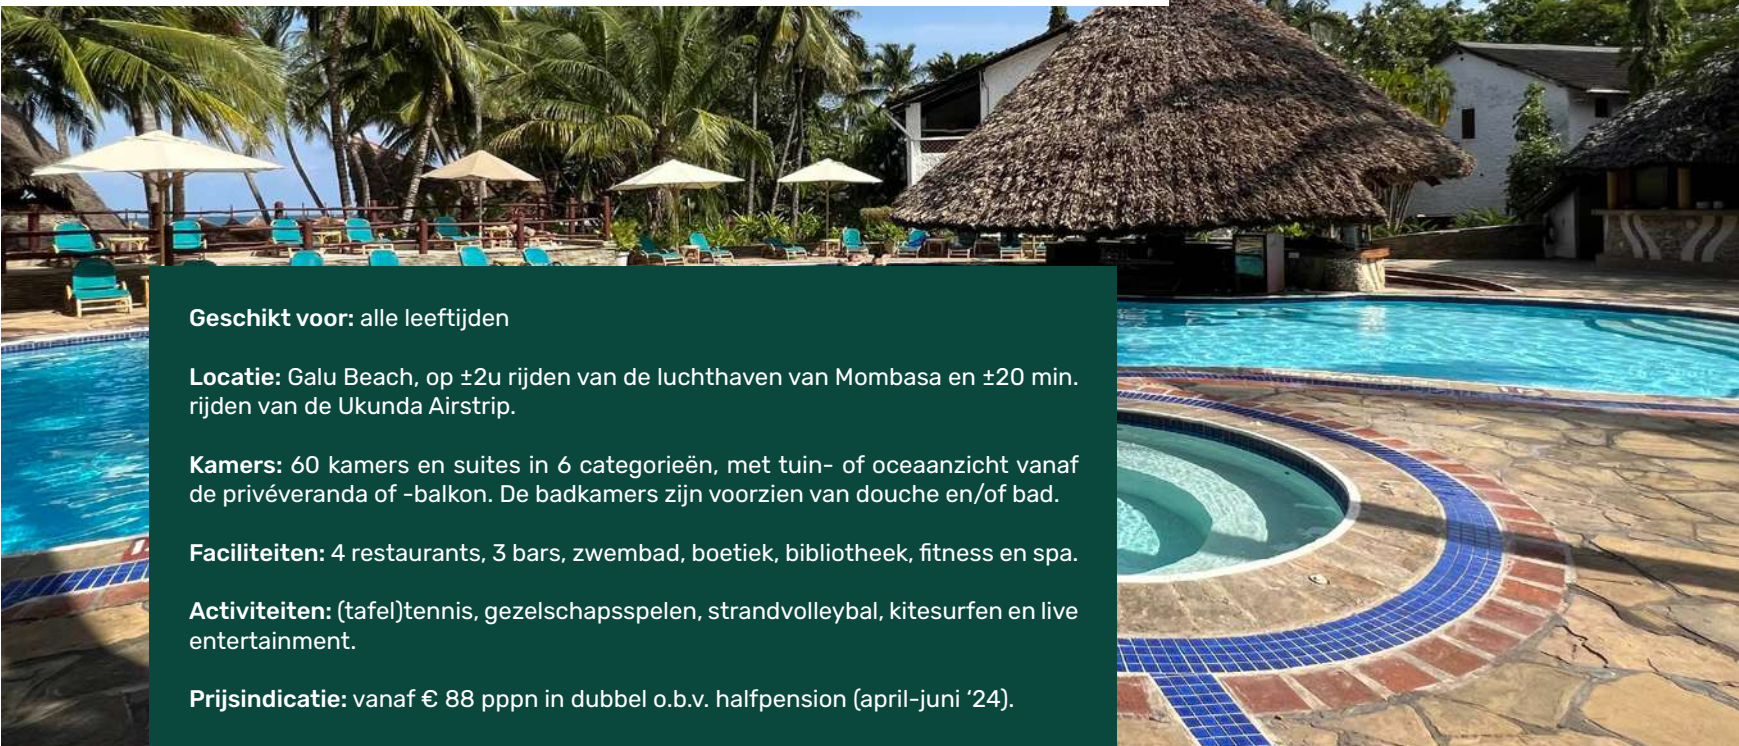 Geschikt voor: alle leeftijden
Locatie: Galu Beach, op ±2u rijden van de luchthaven van Mombasa en ±20 min.
rijden van de Ukunda Airstrip.
Kamers: 60 kamers en suites in 6 categorieën, met tuin- of oceaanzicht vanaf
de privéveranda of -balkon. De badkamers zijn voorzien van douche en/of bad.
Faciliteiten: 4 restaurants, 3 bars, zwembad, boetiek, bibliotheek, fitness en spa.
Activiteiten: (tafel)tennis, gezelschapsspelen, strandvolleybal, kitesurfen en live
entertainment.
Prijsindicatie: vanaf € 88 pppn in dubbel o.b.v. halfpension (april-juni ‘24).